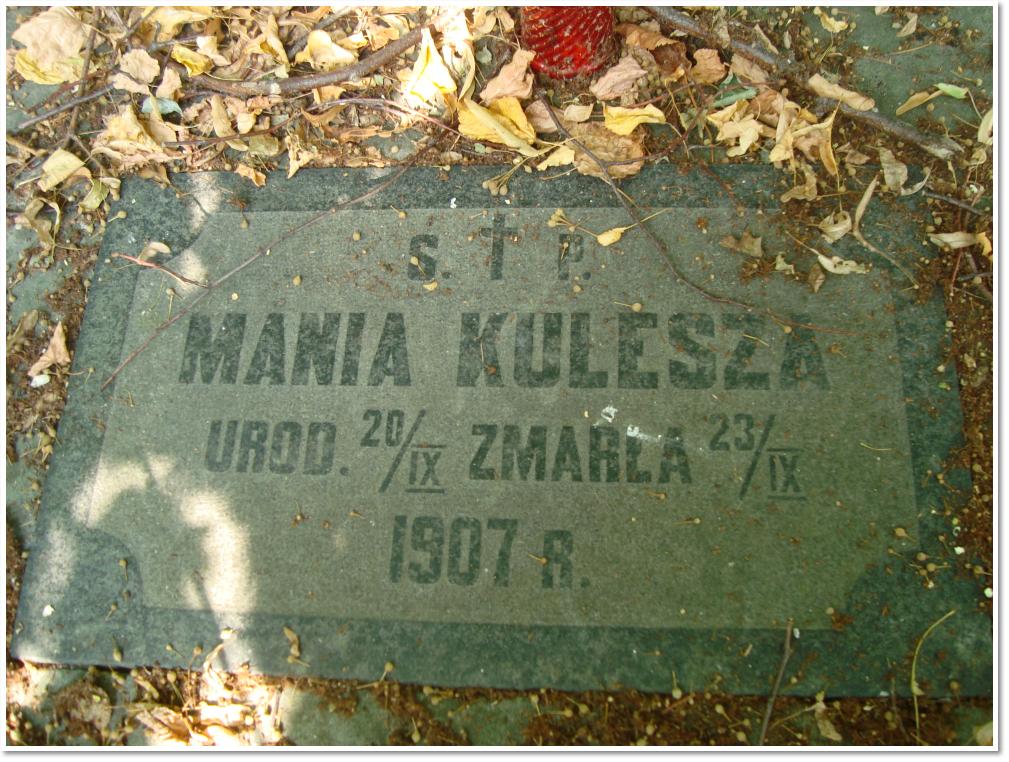 S. † P.
MANIA KULESZA
UROD. 20/IX ZMARŁA 23/IX
1907 R.